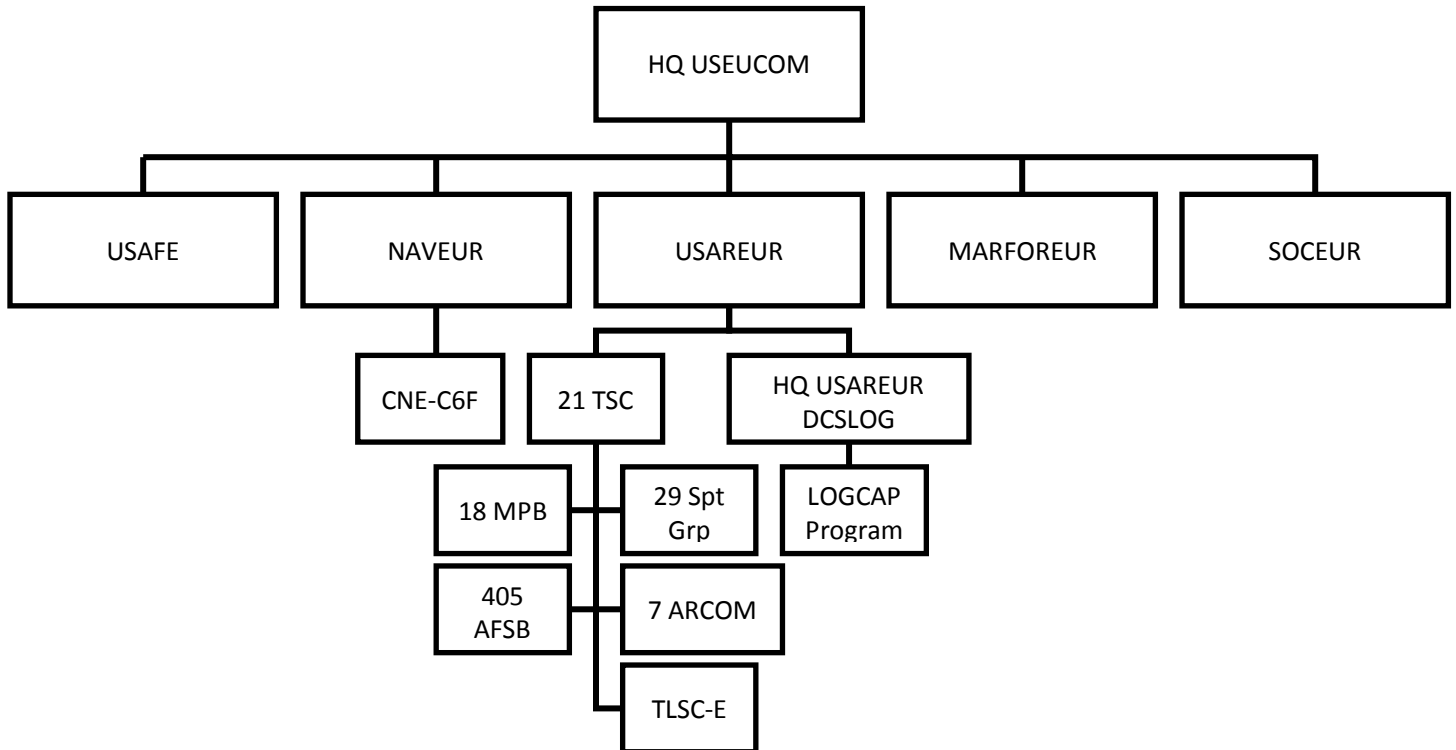 HQ USEUCOM
USAFE
NAVEUR
USAREUR
MARFOREUR
SOCEUR
CNE-C6F
21 TSC
HQ USAREUR
DCSLOG
18 MPB
29 Spt
Grp
LOGCAP
Program
405
AFSB
7 ARCOM
TLSC-E